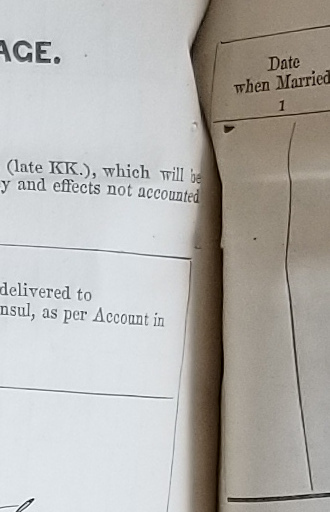 AGE.
(late KK.), which will be
y and effects not accounted
delivered to
nsul, as per Account in
Date
when Married
1